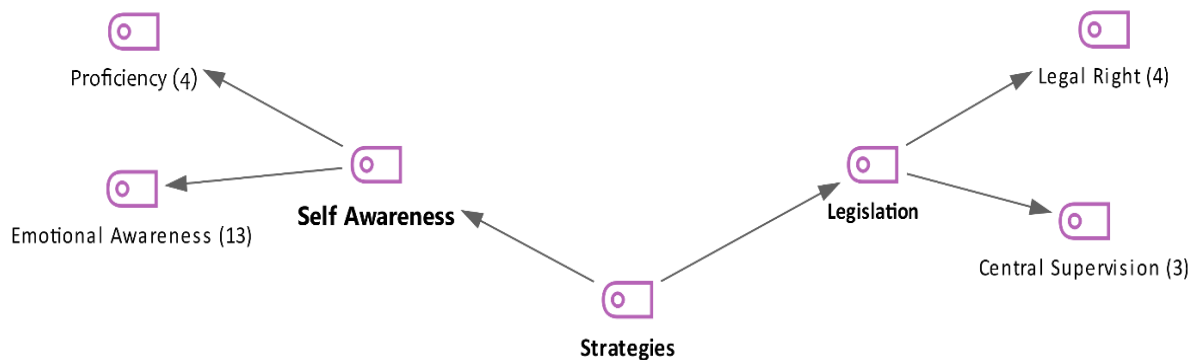 Proficiency (4)
Legal Right (4)
Self Awareness
Legislation
Emotional Awareness (13)
Central Supervision (3)
Strategies